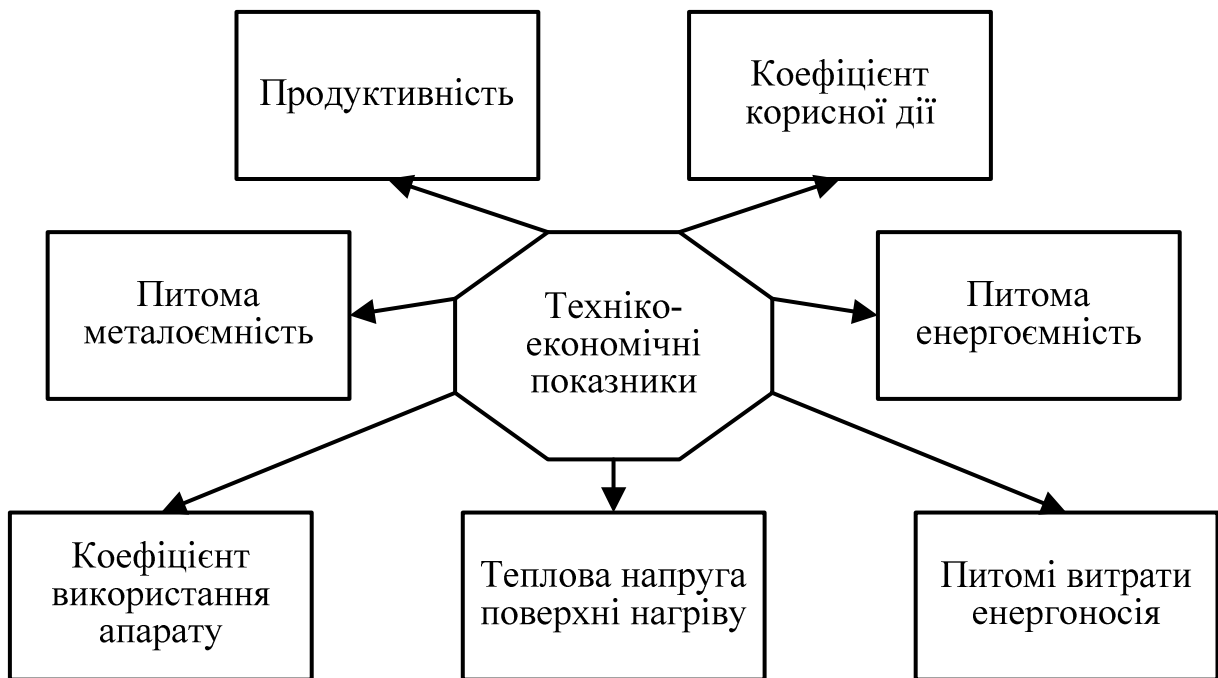 Продуктивність
Коефіцієнт
корисної дії
Питома
металоємність
Техніко-
економічні
показники
Питома
енергоємність
Коефіцієнт
використання
апарату
Теплова напруга
поверхні нагріву
Питомі витрати
енергоносія